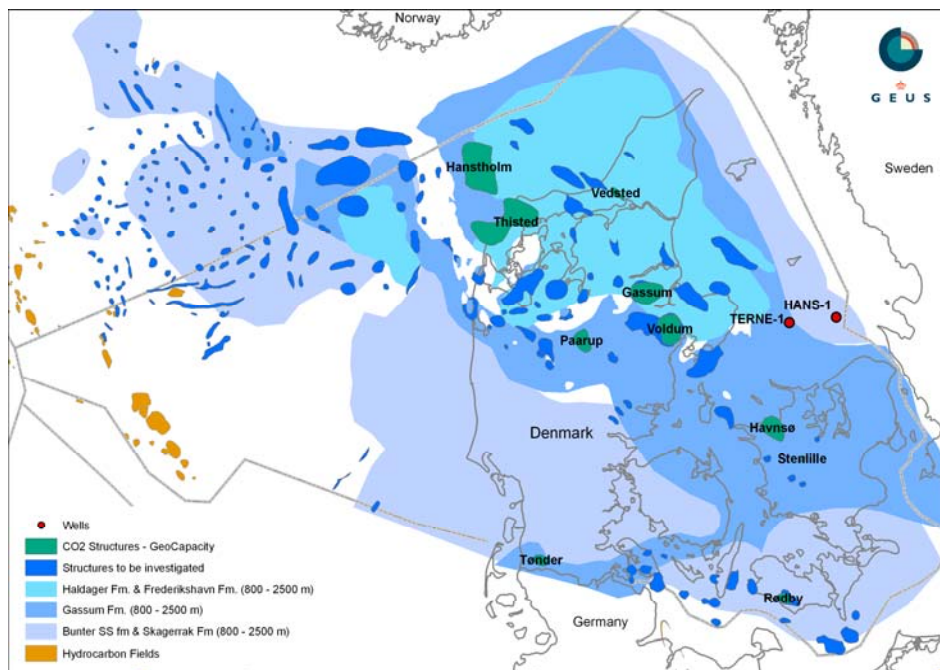 Norway
GEUS
Sweden
Hanstholm
Vedsted
Thisted
Gassum
HANS-1
TERNE-1
Voldum
Paarup
Havnsø
Denmark
Stenlille
Tønder
Rødby
Germany
Wells
CO2 Structures - GeoCapacity
Structures to be investigated
Haldager Fm. & Frederikshavn Fm. (800 - 2500 m)
Gassum Fm. (800 - 2500 m)
Bunter SS fm & Skagerrak Fm (800 - 2500 m)
Hydrocarbon Fields